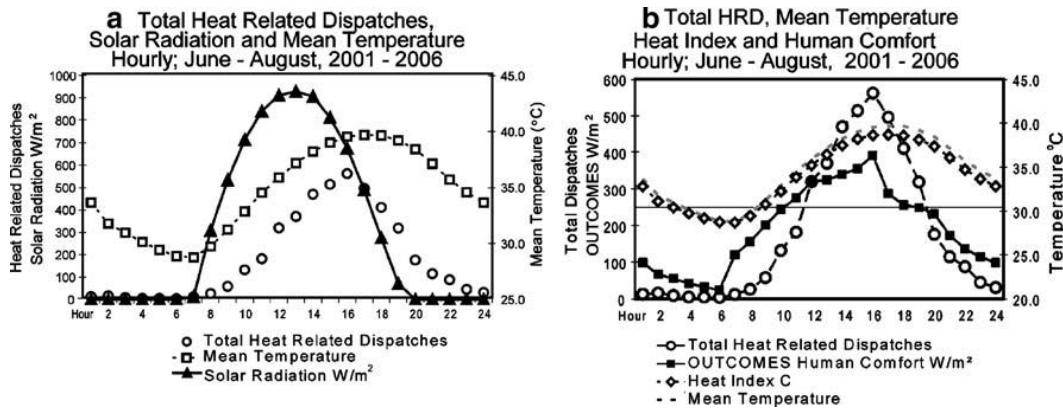 a Total Heat Related Dispatches,
Solar Radiation and Mean Temperature
Hourly; June - August, 2001 - 2006
1000
900
800
700
600
500
400
300
200
100
0
Heat Related Dispatches
Solar Radiation W/m²
45.0
40.0
35.0
30.0
25.0
Mean Temperature (°C)
Hour 2 4 6 8 10 12 14 16 18 20 22 24
Total Heat Related Dispatches
Mean Temperature
Solar Radiation W/m²
b Total HRD, Mean Temperature
Heat Index and Human Comfort
Hourly; June - August, 2001 - 2006
600
500
400
300
200
100
0
Total Dispatches
OUTCOMES W/m²
45.0
40.0
35.0
30.0
25.0
20.0
Temperature °C
Hour 2 4 6 8 10 12 14 16 18 20 22 24
Total Heat Related Dispatches
OUTCOMES Human Comfort W/m²
Heat Index C
Mean Temperature